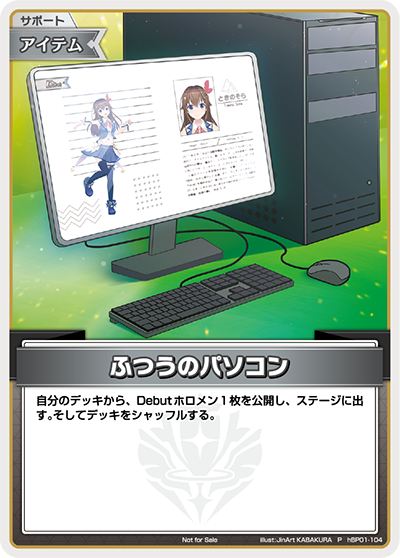 サポート
アイテム
Debut
ときのそら
ふつうのパソコン
自分のデッキから、Debutホロメン1枚を公開し、ステージに出
す。そしてデッキをシャッフルする。
Not for Sale
illust:JinArt KABAKURA P hBP01-104